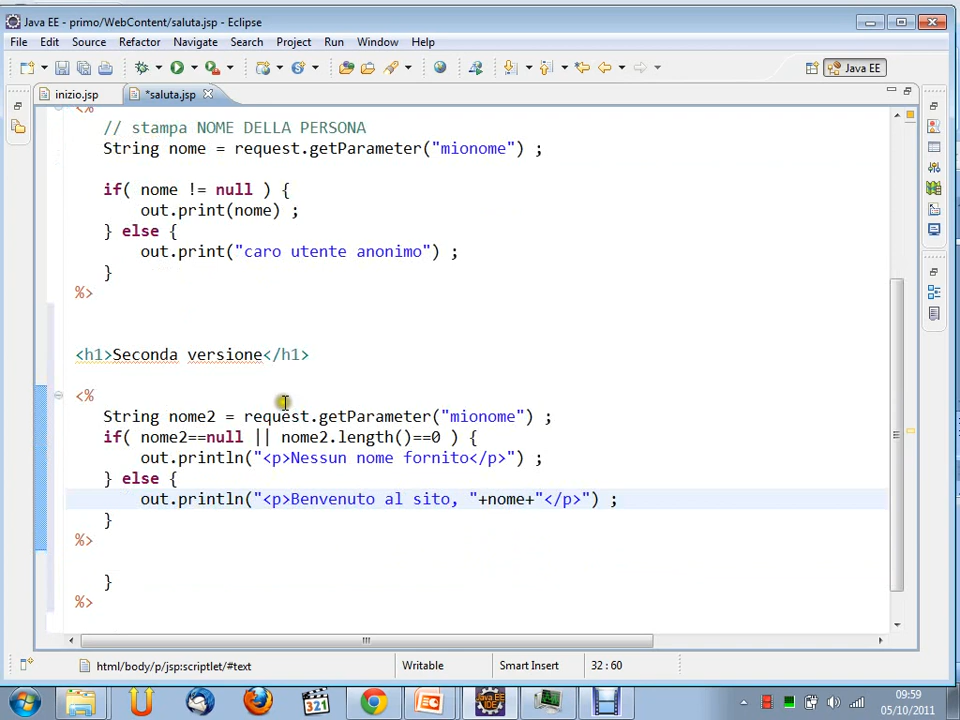 Java EE - primo/WebContent/saluta.jsp - Eclipse
File Edit Source Refactor Navigate Search Project Run Window Help
Java EE
inizio.jsp *saluta.jsp
<%
// stampa NOME DELLA PERSONA
String nome = request.getParameter("mionome") ;
if( nome != null ) {
out.print(nome) ;
} else {
out.print("caro utente anonimo") ;
}
%>
<h1>Seconda versione</h1>
<%
String nome2 = request.getParameter("mionome") ;
if( nome2==null || nome2.length()==0 ) {
out.println("<p>Nessun nome fornito</p>") ;
} else {
out.println("<p>Benvenuto al sito, "+nome+"</p>") ;
}
%>
}
%>
html/body/p/jsp:scriptlet/#text Writable Smart Insert 32 : 60
321
Java EE
IDE
09:59
05/10/2011